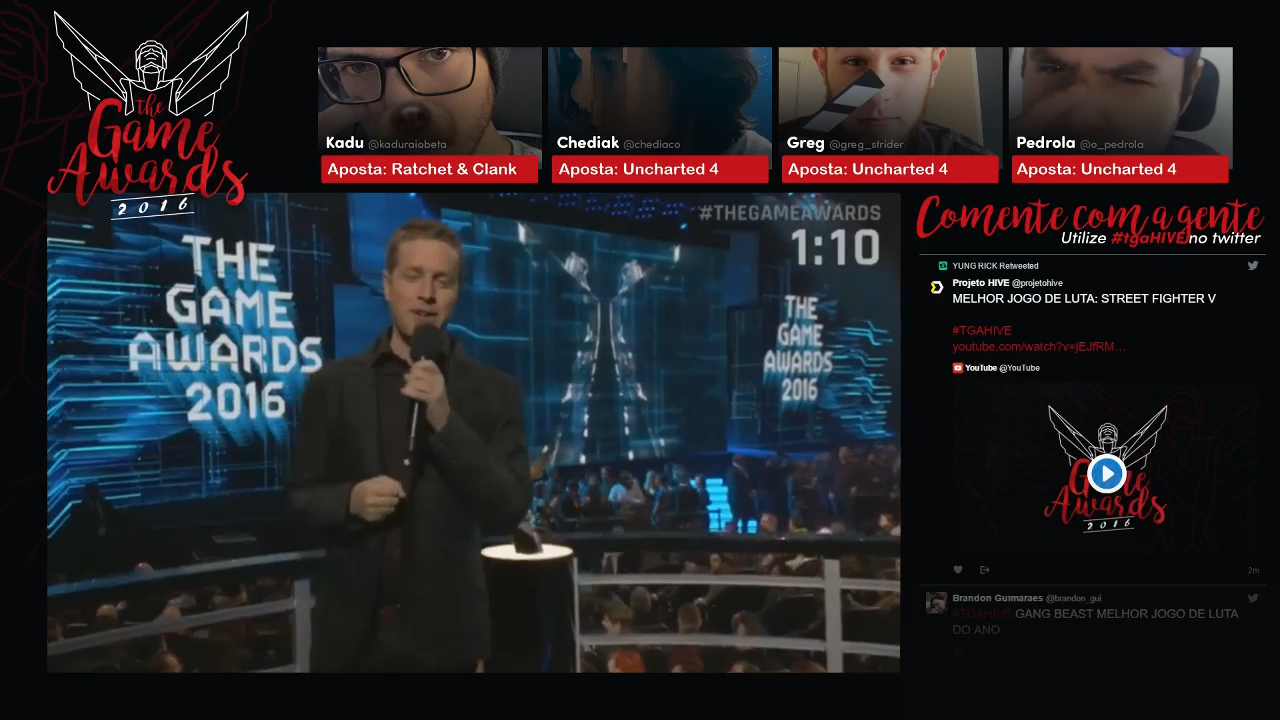 the
Game
Awards
2016
Kadu @kaduraiobeta
Aposta: Ratchet & Clank
Chediak @chediaco
Aposta: Uncharted 4
Greg @greg_strider
Aposta: Uncharted 4
Pedrola @o_pedrola
Aposta: Uncharted 4
#THEGAMEAWARDS
1:10
THE
GAME
AWARDS
2016
THE
GAME
AWARDS
2016
Comente com a gente
Utilize #tgaHIVE no twitter
YUNG RICK Retweeted
Projeto HIVE @projetohive
MELHOR JOGO DE LUTA: STREET FIGHTER V
#TGAHIVE
youtube.com/watch?v=jEJfRM…
YouTube @YouTube
Awards
2016
2m
Brandon Guimaraes @brandon_gui
#TGAHIVE GANG BEAST MELHOR JOGO DE LUTA
DO ANO